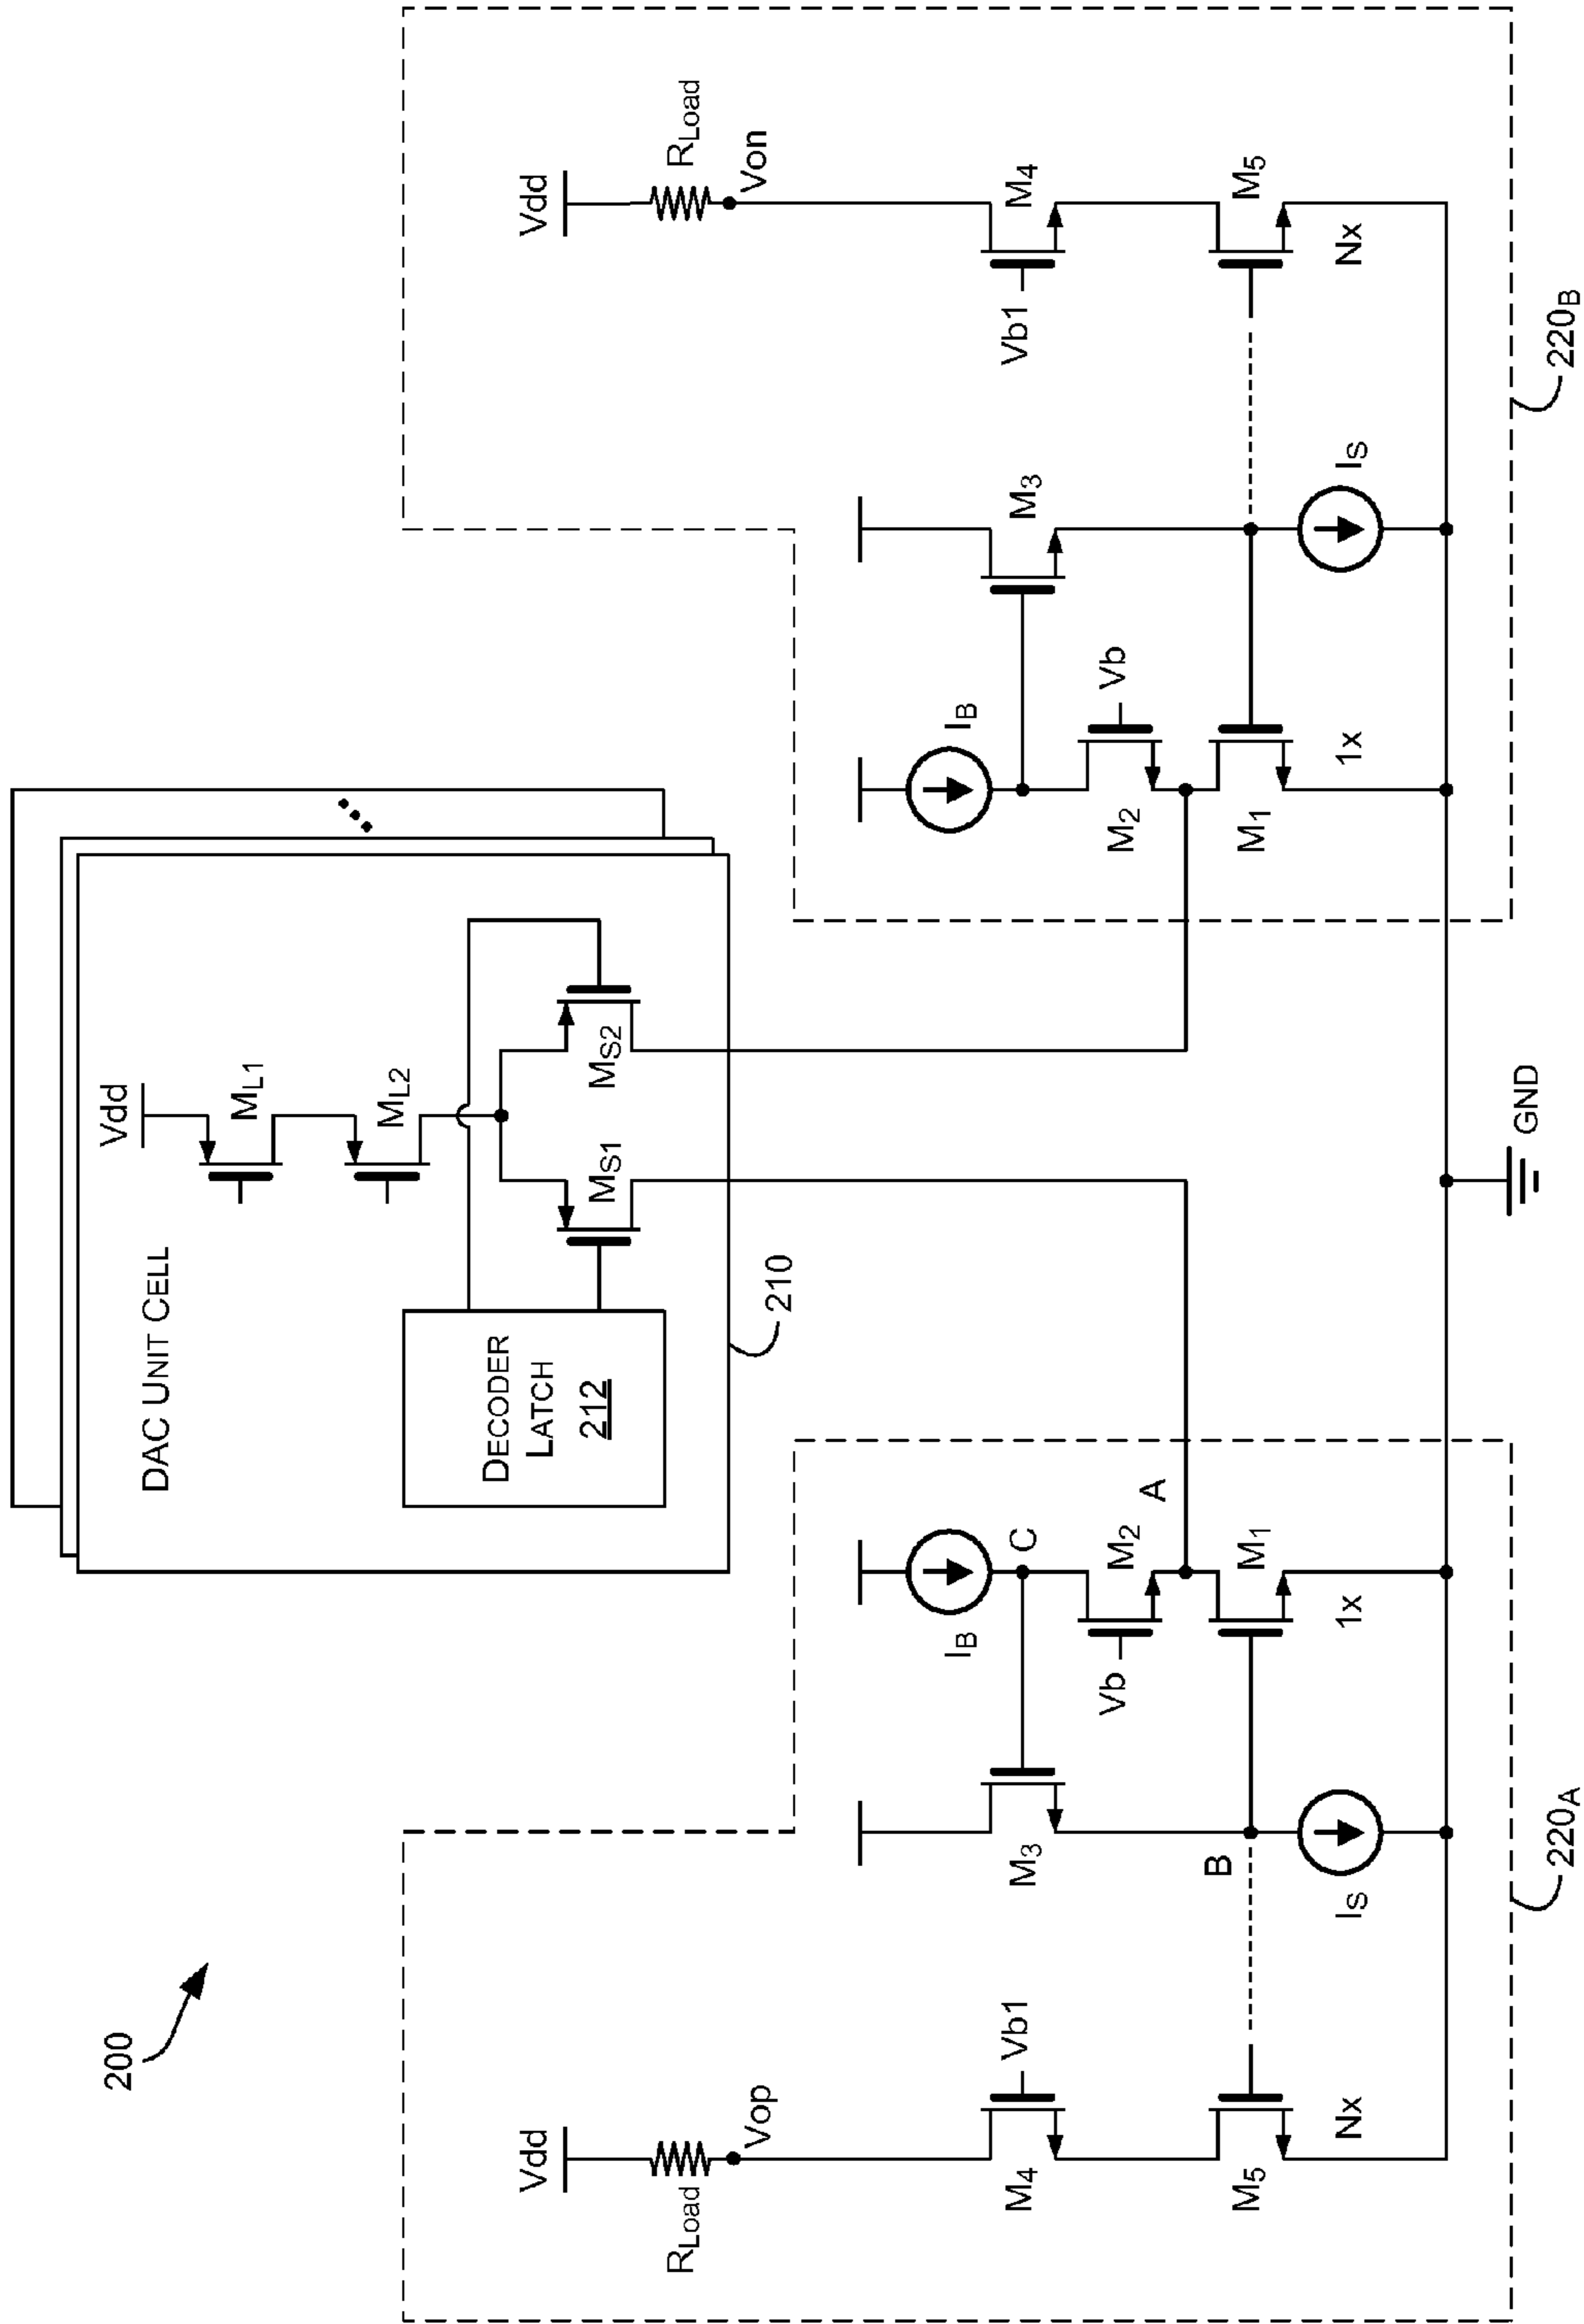 200
DAC UNIT CELL
Vdd
ML1
ML2
MS1
MS2
DECODER
LATCH
212
210
Vdd
RLoad
Vop
M4
Vb1
M5
Nx
M3
B
IS
IB
C
Vb
M2
A
M1
1x
220A
GND
IB
Vb
M2
M1
1x
M3
IS
Vdd
RLoad
Von
Vb1
M4
M5
Nx
220B